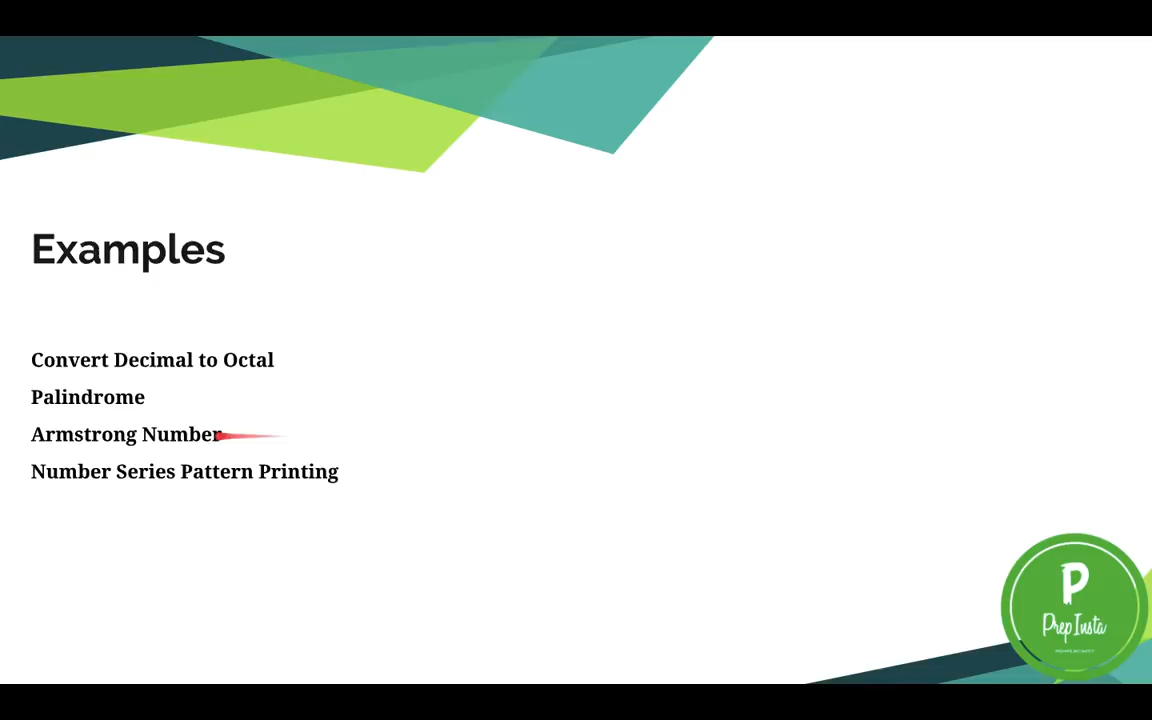 Examples
Convert Decimal to Octal
Palindrome
Armstrong Number
Number Series Pattern Printing
P
Prep Insta